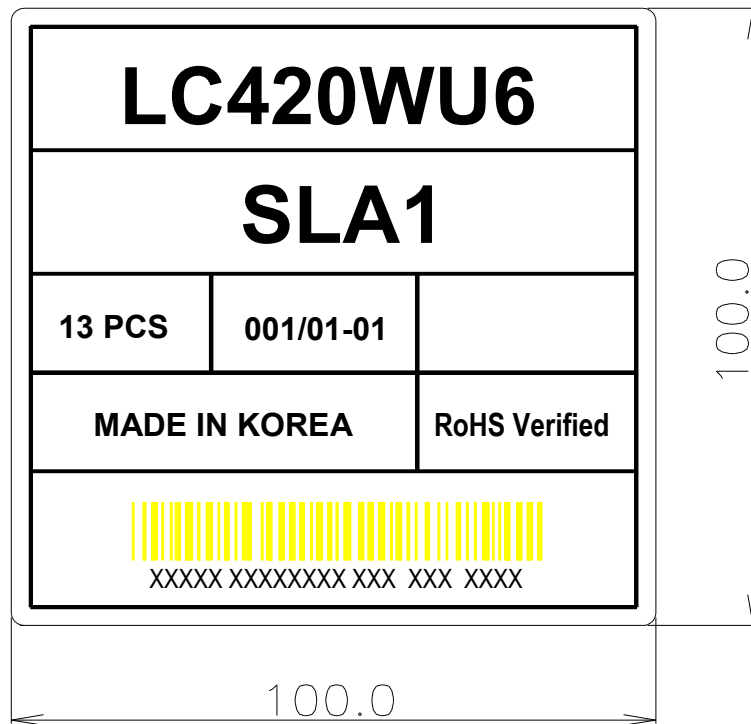 LC420WU6
SLA1
13 PCS 001/01-01
MADE IN KOREA RoHS Verified
XXXXX XXXXXXXX XXX XXX XXXX
100.0
100.0